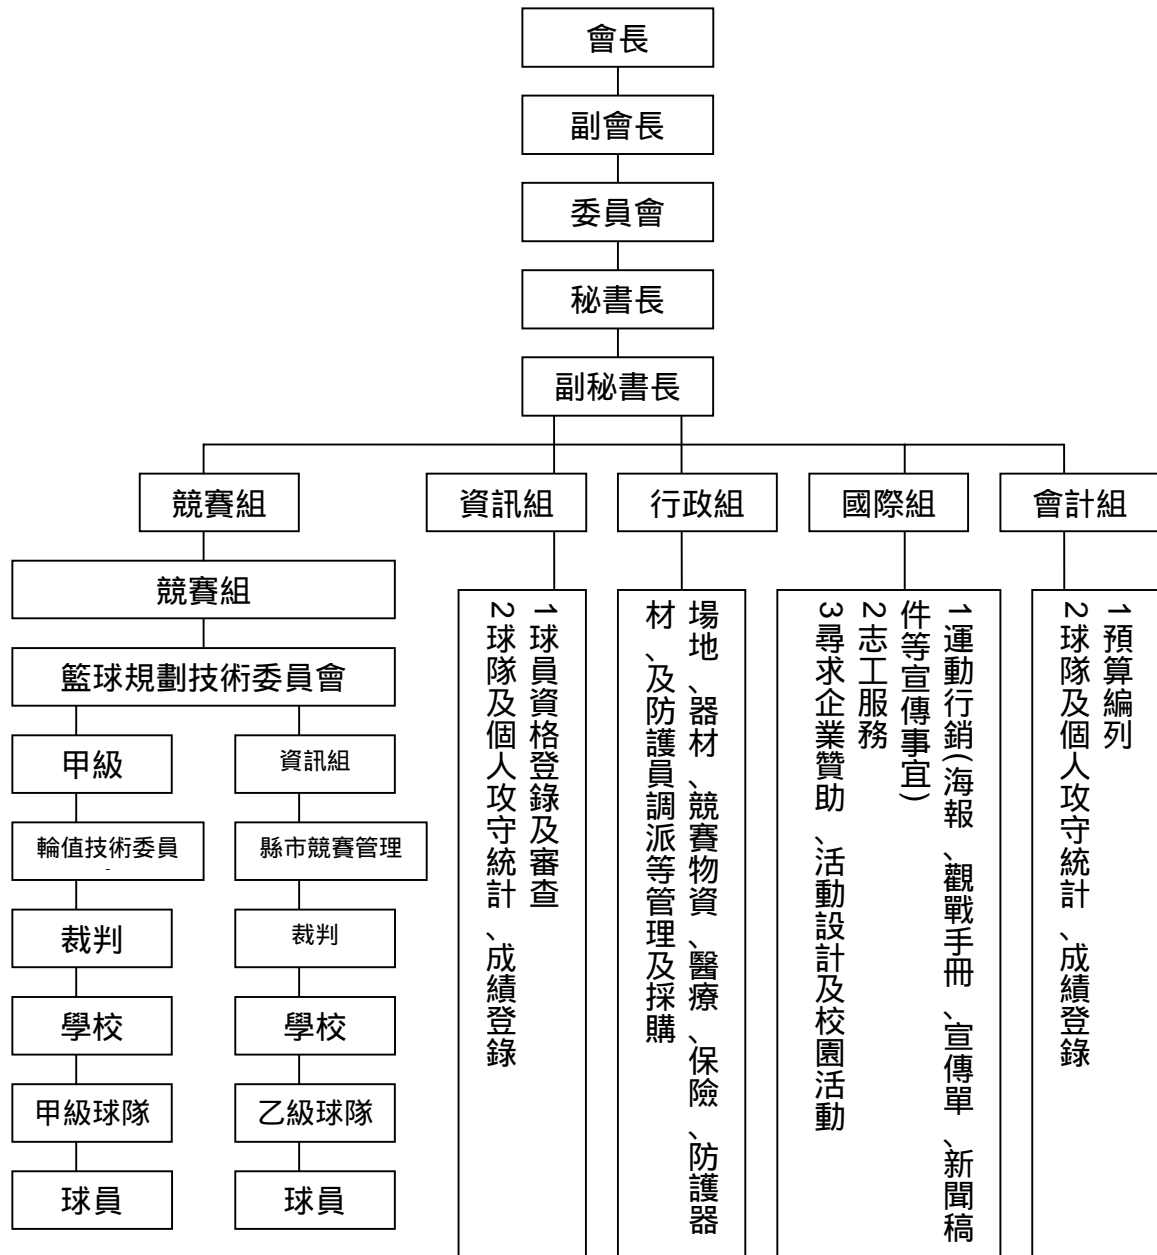 會長
副會長
委員會
秘書長
副秘書長
競賽組
資訊組
行政組
國際組
會計組
競賽組
籃球規劃技術委員會
甲級
資訊組
輪值技術委員
縣市競賽管理
裁判
裁判
學校
學校
甲級球隊
乙級球隊
球員
球員
1球員資格登錄及審查
2球隊及個人攻守統計、成績登錄
場地、器材、競賽物資、醫療、保險、防護器
材、及防護員調派等管理及採購
1運動行銷(海報、觀戰手冊、宣傳單、新聞稿
件等宣傳事宜)
2志工服務
3尋求企業贊助、活動設計及校園活動
1預算編列
2球隊及個人攻守統計、成績登錄